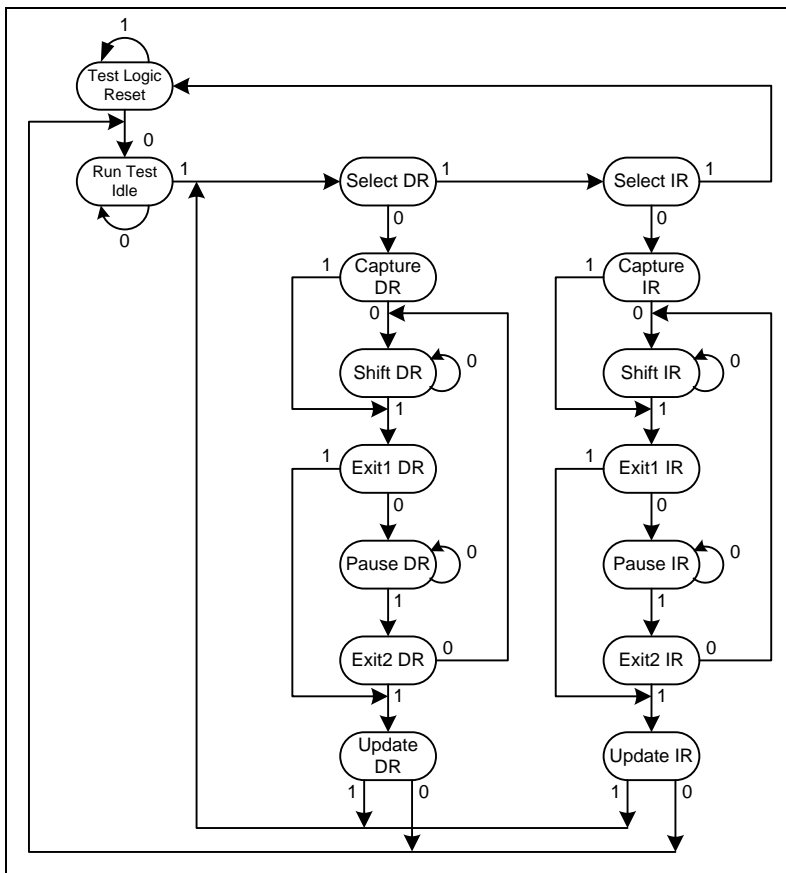 1
Test Logic
Reset
0
Run Test
Idle
1
0
Select DR
1
0
Select IR
1
0
Capture
DR
1
0
Capture
IR
1
0
Shift DR
0
1
Shift IR
0
1
Exit1 DR
1
0
Exit1 IR
1
0
Pause DR
0
1
Pause IR
0
1
Exit2 DR
0
1
Exit2 IR
0
1
Update
DR
1
0
Update IR
1
0